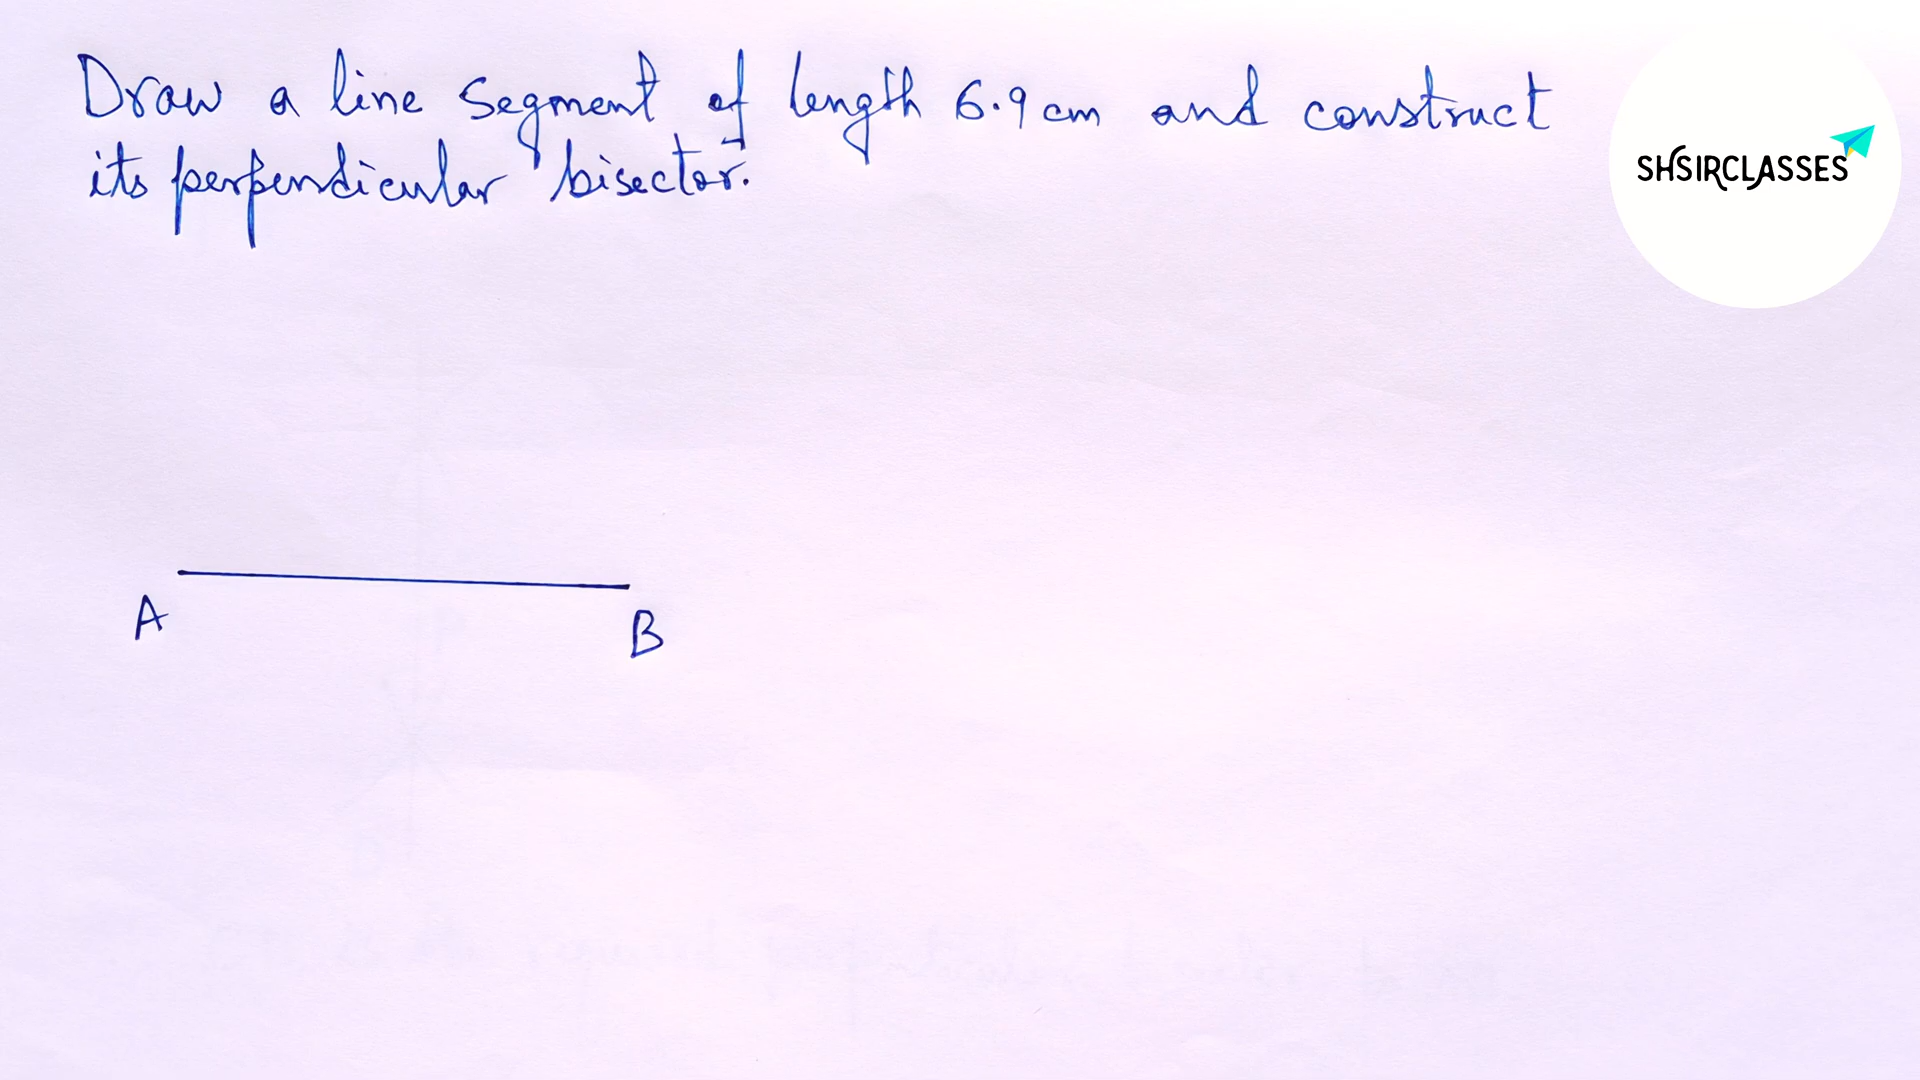 Draw a line segment of length 6.9 cm and construct
its perpendicular bisector.
SHSIRCLASSES
A
B